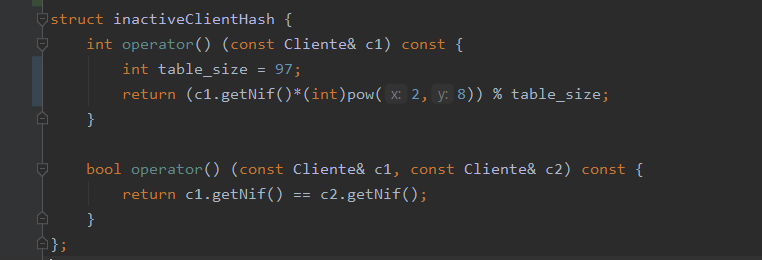 struct inactiveClientHash {
    int operator() (const Cliente& c1) const {
        int table_size = 97;
        return (c1.getNif()*(int)pow( x: 2, y: 8)) % table_size;
    }

    bool operator() (const Cliente& c1, const Cliente& c2) const {
        return c1.getNif() == c2.getNif();
    }
};